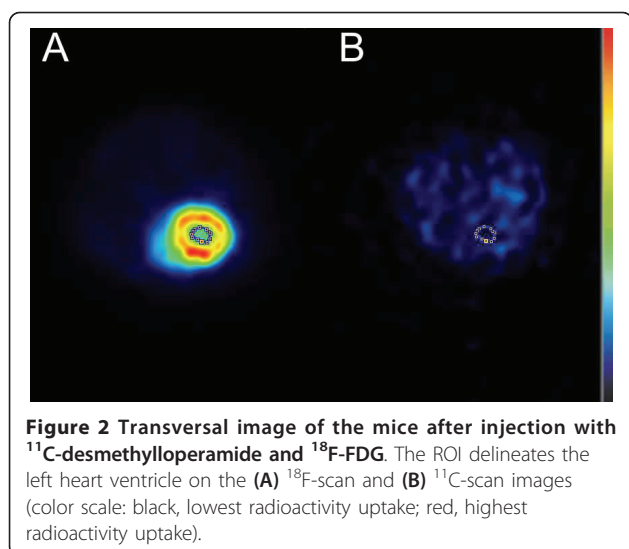 A B
Figure 2 Transversal image of the mice after injection with
¹¹C-desmethylloperamide and ¹⁸F-FDG. The ROI delineates the
left heart ventricle on the (A) ¹⁸F-scan and (B) ¹¹C-scan images
(color scale: black, lowest radioactivity uptake; red, highest
radioactivity uptake).